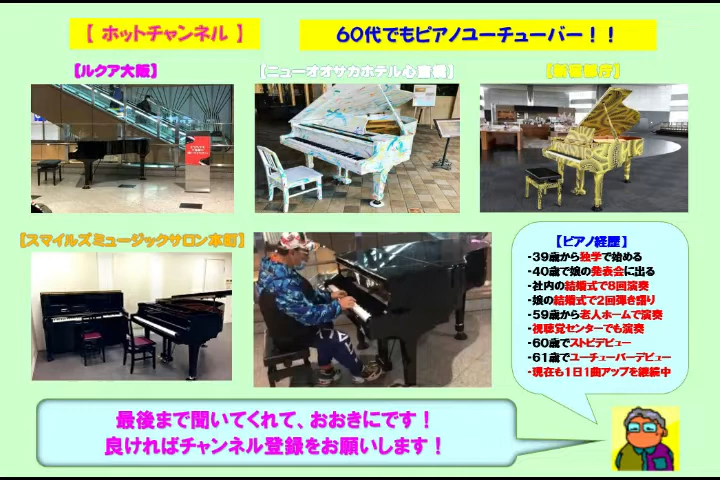 【 ホットチャンネル 】
60代でもピアノユーチューバー！！
【ルクア大阪】
【ニューオオサカホテル心斎橋】
【新宿都庁】
【スマイルズミュージックサロン本町】
【ピアノ経歴】
・39歳から独学で始める
・40歳で娘の発表会に出る
・社内の結婚式で8回演奏
・娘の結婚式で2回弾き語り
・59歳から老人ホームで演奏
・視聴覚センターでも演奏
・60歳でストピデビュー
・61歳でユーチューバーデビュー
・現在も1日1曲アップを継続中
最後まで聞いてくれて、おおきにです！
良ければチャンネル登録をお願いします！